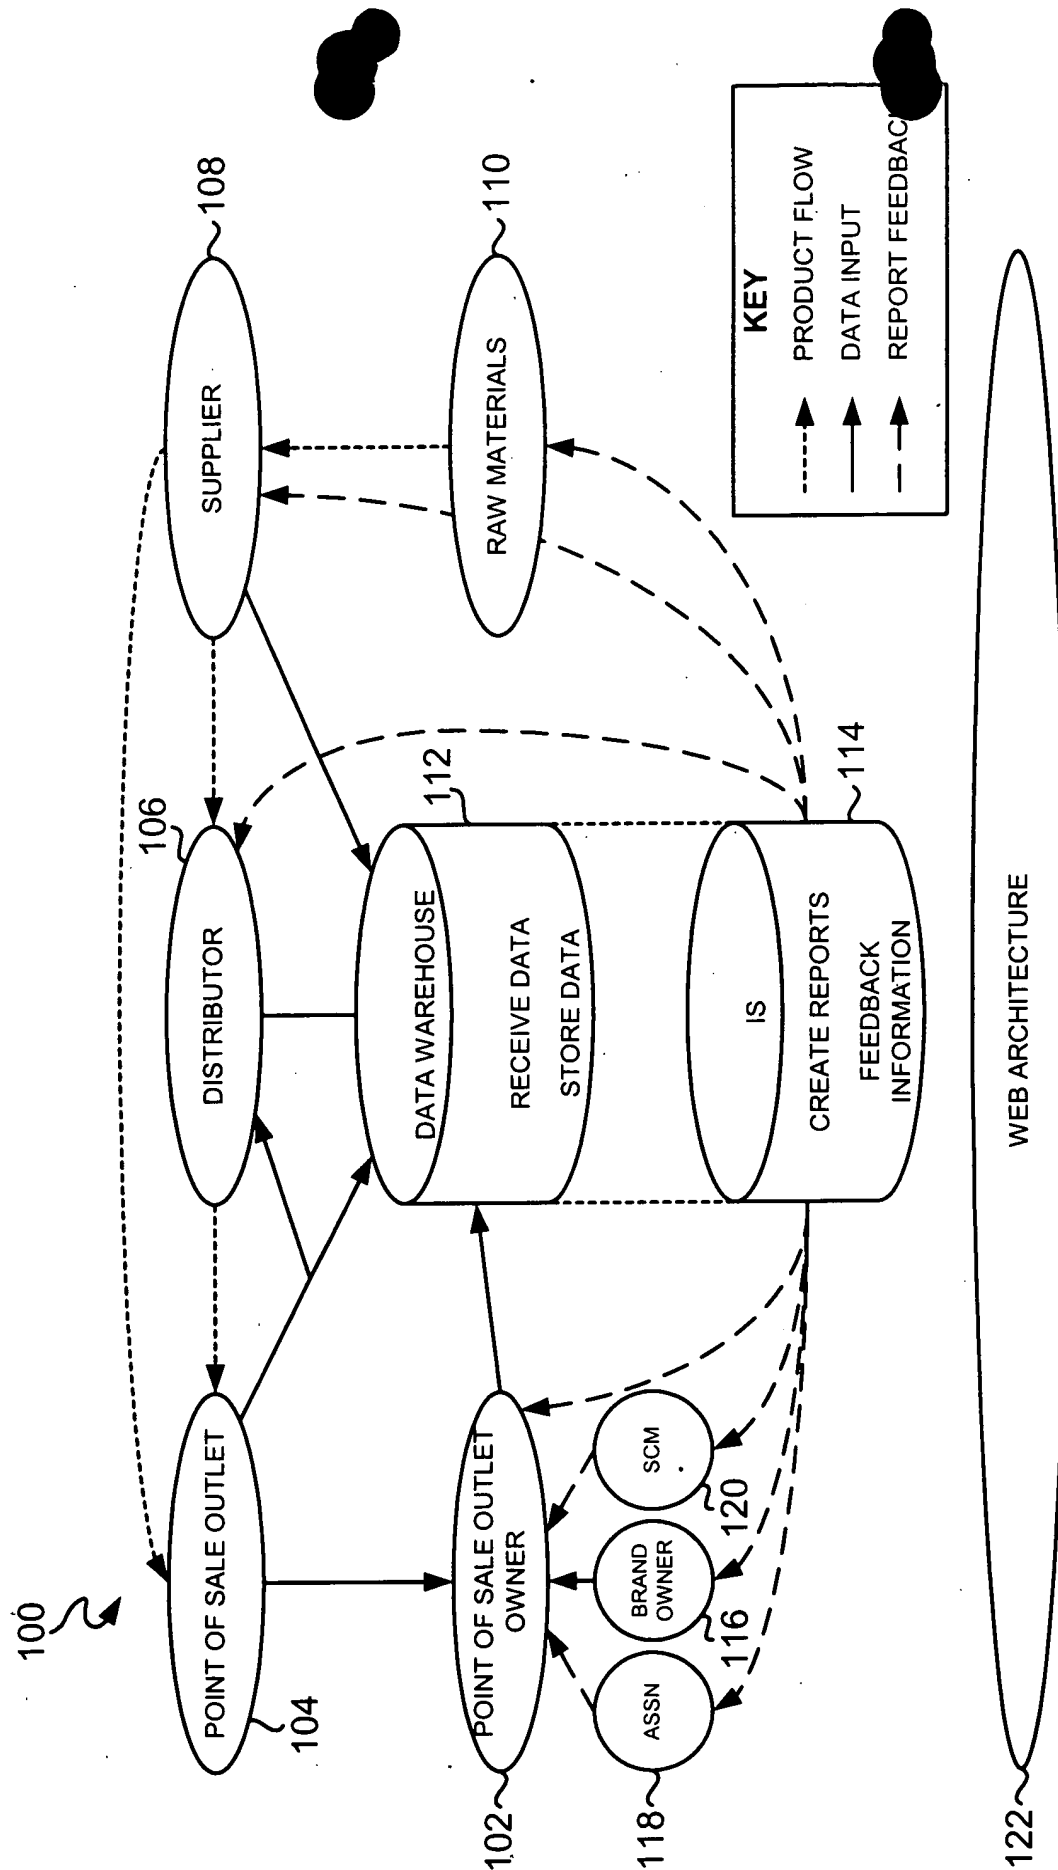 100
108
106
SUPPLIER
DISTRIBUTOR
POINT OF SALE OUTLET
104
110
112
DATA WAREHOUSE
RECEIVE DATA
STORE DATA
RAW MATERIALS
POINT OF SALE OUTLET
OWNER
102
SCM
120
BRAND
OWNER
116
ASSN
118
IS
CREATE REPORTS
FEEDBACK
INFORMATION
114
KEY
PRODUCT FLOW
DATA INPUT
REPORT FEEDBAC
WEB ARCHITECTURE
122